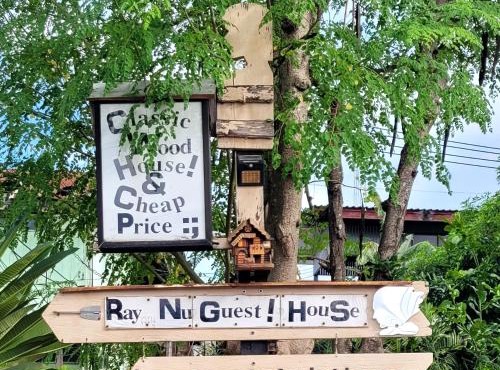 Classic
Wood
House!
&
Cheap
Price ;;
Ray Nu Guest! HouSe